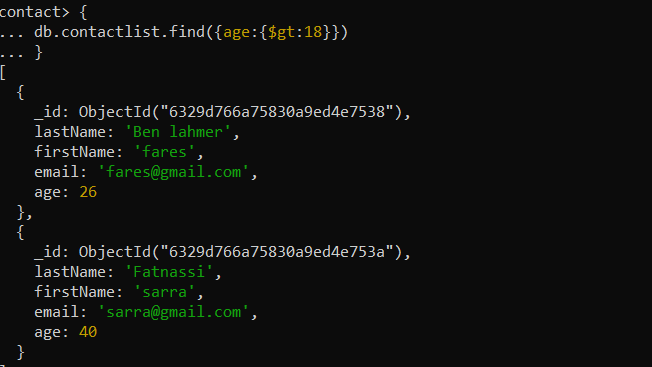 contact> {
... db.contactlist.find({age:{$gt:18}})
... }
[
  {
    _id: ObjectId("6329d766a75830a9ed4e7538"),
    lastName: 'Ben lahmer',
    firstName: 'fares',
    email: 'fares@gmail.com',
    age: 26
  },
  {
    _id: ObjectId("6329d766a75830a9ed4e753a"),
    lastName: 'Fatnassi',
    firstName: 'sarra',
    email: 'sarra@gmail.com',
    age: 40
  }